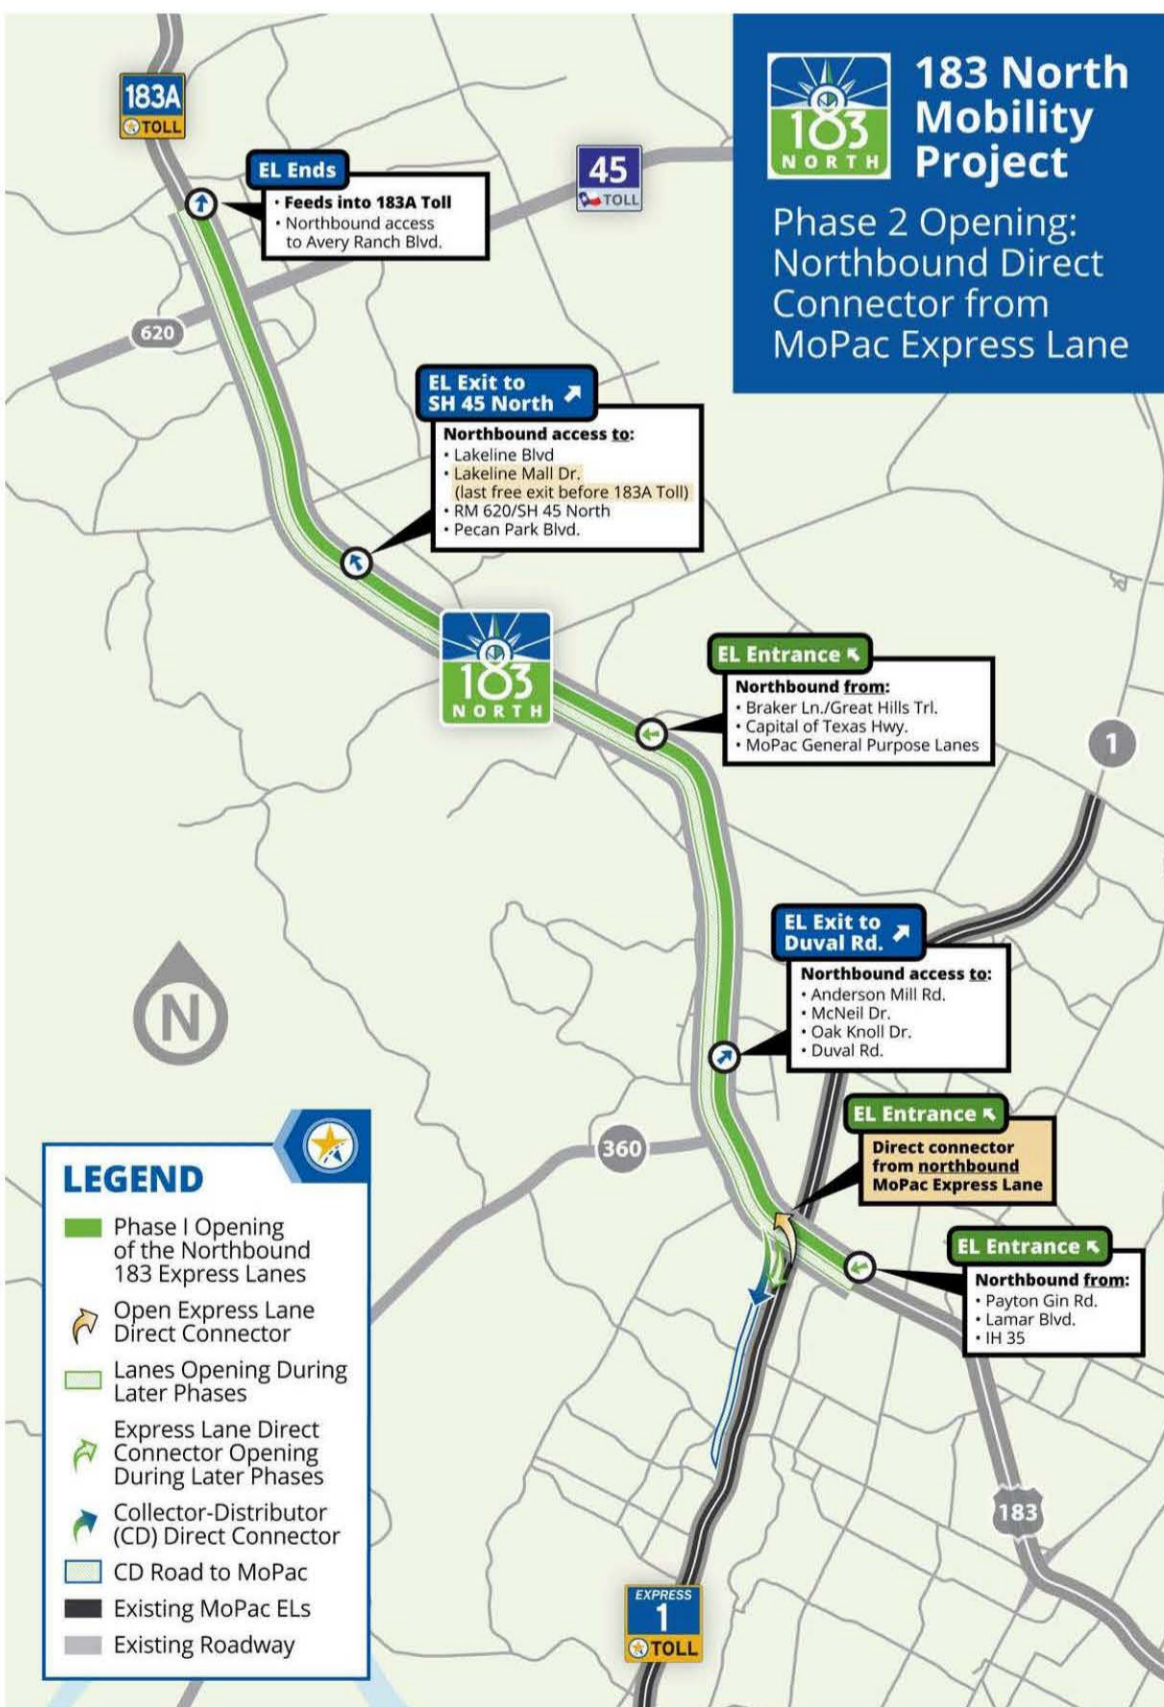 183A
TOLL
183
NORTH
183 North
Mobility
Project
Phase 2 Opening:
Northbound Direct
Connector from
MoPac Express Lane
45
TOLL
EL Ends
• Feeds into 183A Toll
• Northbound access
to Avery Ranch Blvd.
620
EL Exit to
SH 45 North
Northbound access to:
• Lakeline Blvd
• Lakeline Mall Dr.
(last free exit before 183A Toll)
• RM 620/SH 45 North
• Pecan Park Blvd.
183
NORTH
EL Entrance
Northbound from:
• Braker Ln./Great Hills Trl.
• Capital of Texas Hwy.
• MoPac General Purpose Lanes
1
EL Exit to
Duval Rd.
Northbound access to:
• Anderson Mill Rd.
• McNeil Dr.
• Oak Knoll Dr.
• Duval Rd.
N
EL Entrance
Direct connector
from northbound
MoPac Express Lane
360
EL Entrance
Northbound from:
• Payton Gin Rd.
• Lamar Blvd.
• IH 35
LEGEND
Phase I Opening
of the Northbound
183 Express Lanes
Open Express Lane
Direct Connector
Lanes Opening During
Later Phases
Express Lane Direct
Connector Opening
During Later Phases
Collector-Distributor
(CD) Direct Connector
CD Road to MoPac
Existing MoPac ELs
Existing Roadway
183
EXPRESS
1
TOLL